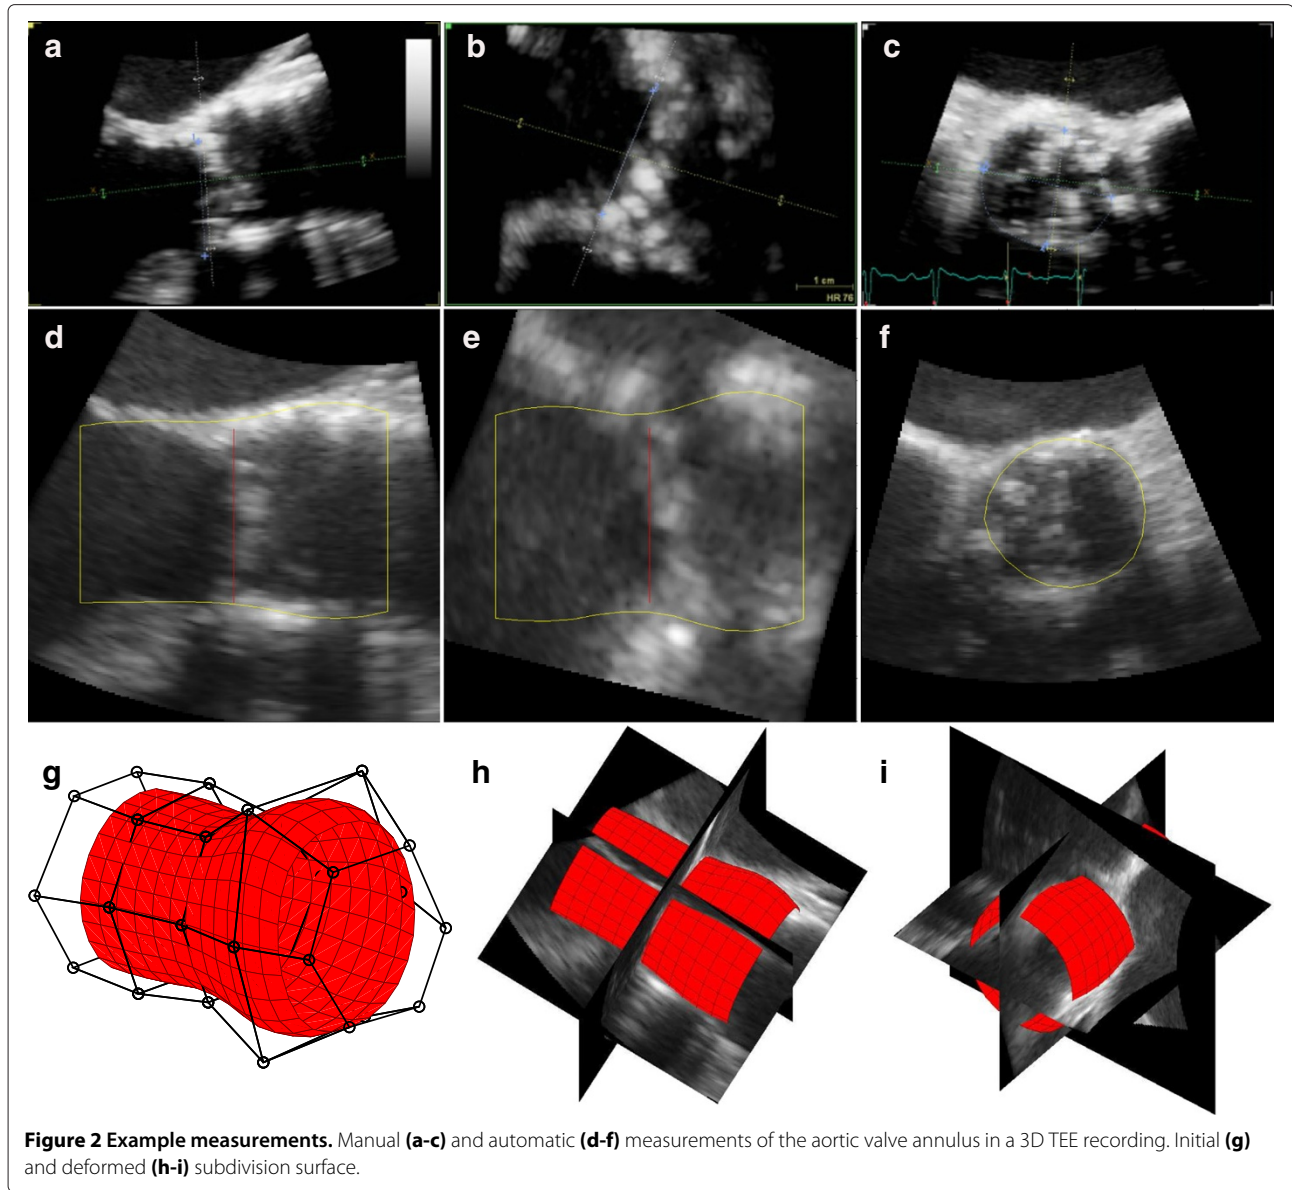 a
b
c
x
x
x
x
1 cm
HR 76
d
e
f
g
h
i
Figure 2 Example measurements. Manual (a-c) and automatic (d-f) measurements of the aortic valve annulus in a 3D TEE recording. Initial (g)
and deformed (h-i) subdivision surface.